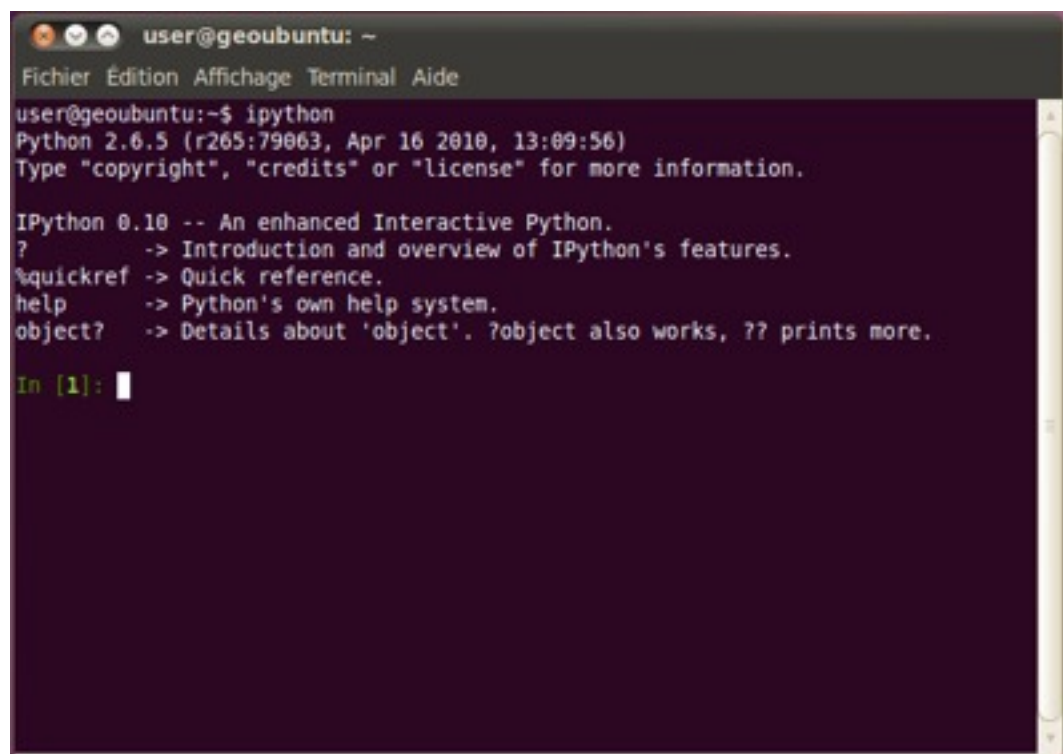 user@geoubuntu: ~
Fichier Édition Affichage Terminal Aide
user@geoubuntu:~$ ipython
Python 2.6.5 (r265:79063, Apr 16 2010, 13:09:56)
Type "copyright", "credits" or "license" for more information.
IPython 0.10 -- An enhanced Interactive Python.
?         -> Introduction and overview of IPython's features.
%quickref -> Quick reference.
help      -> Python's own help system.
object?   -> Details about 'object'. ?object also works, ?? prints more.
In [1]: